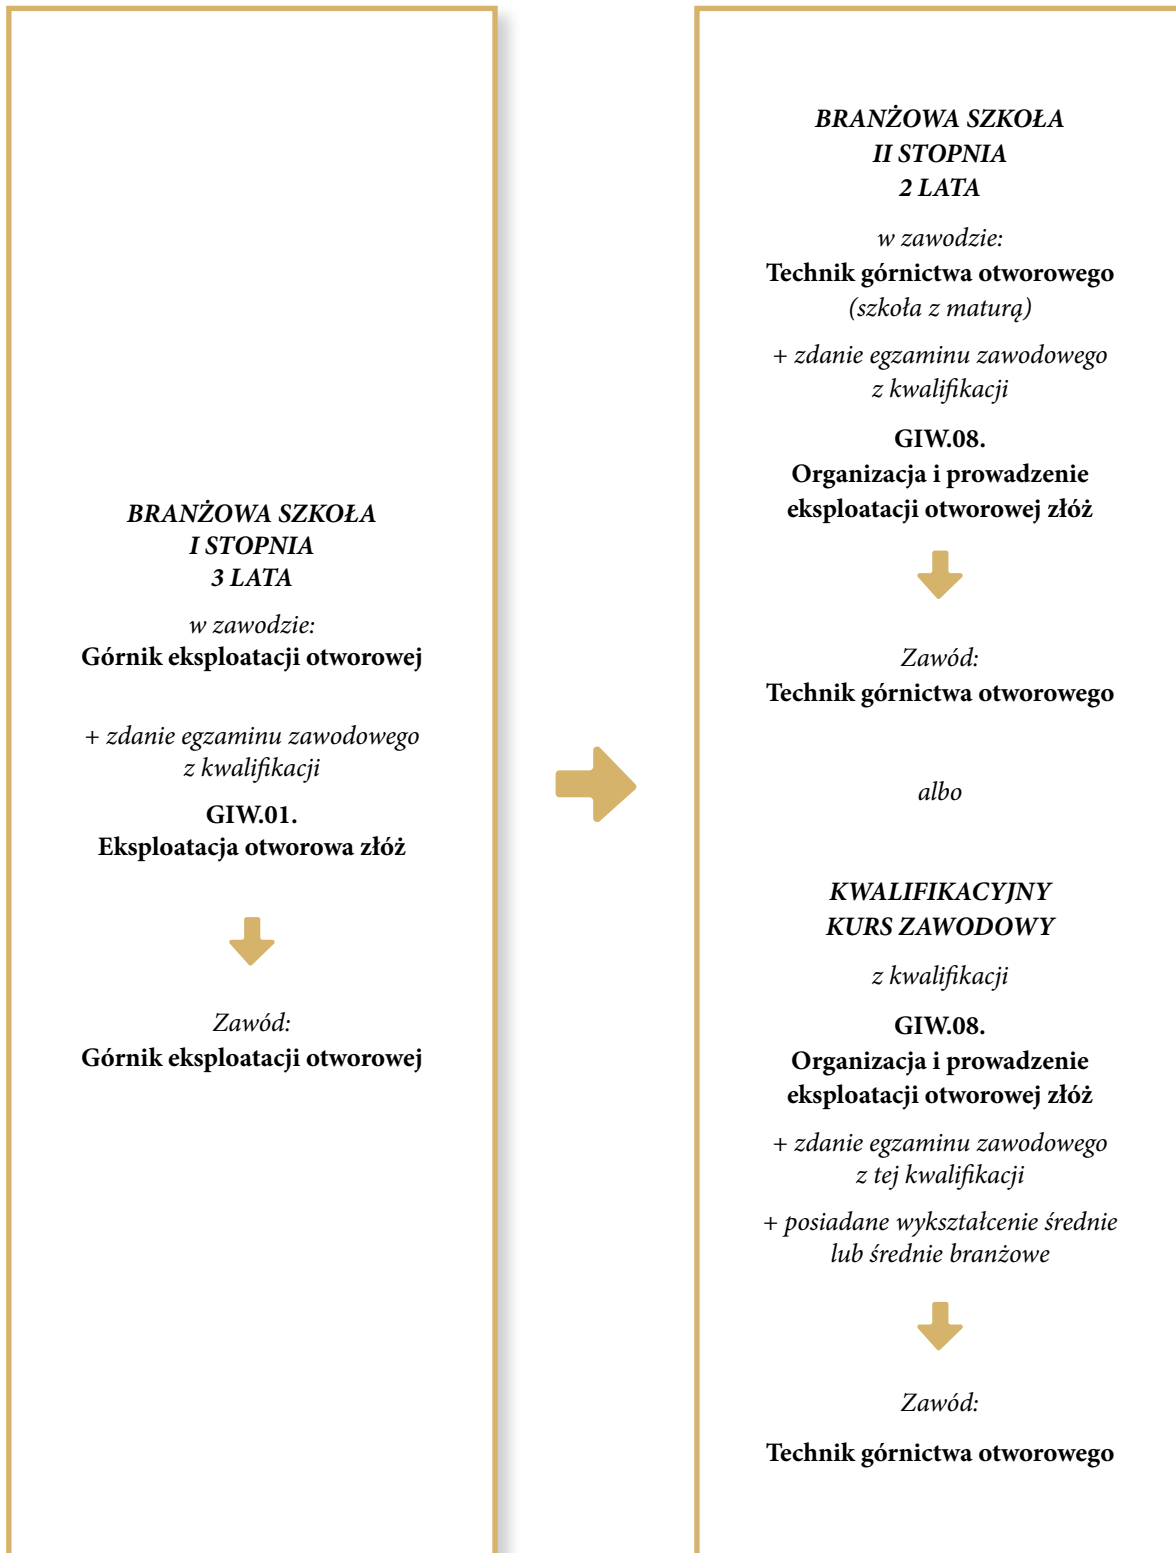 BRANŻOWA SZKOŁA
I STOPNIA
3 LATA
w zawodzie:
Górnik eksploatacji otworowej
+ zdanie egzaminu zawodowego
z kwalifikacji
GIW.01.
Eksploatacja otworowa złóż
Zawód:
Górnik eksploatacji otworowej
BRANŻOWA SZKOŁA
II STOPNIA
2 LATA
w zawodzie:
Technik górnictwa otworowego
(szkoła z maturą)
+ zdanie egzaminu zawodowego
z kwalifikacji
GIW.08.
Organizacja i prowadzenie
eksploatacji otworowej złóż
Zawód:
Technik górnictwa otworowego
albo
KWALIFIKACYJNY
KURS ZAWODOWY
z kwalifikacji
GIW.08.
Organizacja i prowadzenie
eksploatacji otworowej złóż
+ zdanie egzaminu zawodowego
z tej kwalifikacji
+ posiadane wykształcenie średnie
lub średnie branżowe
Zawód:
Technik górnictwa otworowego